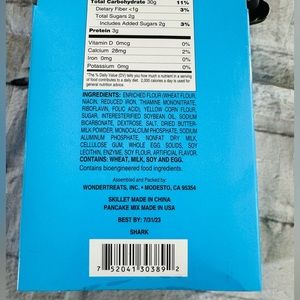 Total Carbohydrate 30g 11%
Dietary Fiber <1g 3%
Total Sugars 2g
Includes Added Sugars 2g 3%
Protein 3g
Vitamin D 0mcg 0%
Calcium 28mg 2%
Iron 0mg 0%
Potassium 0mg 0%
*The % Daily Value (DV) tells you how much a nutrient in a serving
of food contributes to a daily diet. 2,000 calories a day is used for
general nutrition advice.
INGREDIENTS: ENRICHED FLOUR (WHEAT FLOUR,
NIACIN, REDUCED IRON, THIAMINE MONONITRATE,
RIBOFLAVIN, FOLIC ACID) YELLOW CORN FLOUR,
SUGAR, INTERESTERIFIED SOYBEAN OIL, SODIUM
BICARBONATE, DEXTROSE, SALT, DRIED BUTTER-
MILK POWDER, MONOCALCIUM PHOSPHATE, SODIUM
ALUMINUM PHOSPHATE, NONFAT DRY MILK,
CELLULOSE GUM, WHOLE EGG, SOLIDS, SOY
LECITHIN, ENZYME, SOY FLOUR, ARTIFICIAL FLAVOR.
CONTAINS: WHEAT, MILK, SOY AND EGG.
Contains bioengineered food ingredients.
Assembled and Packed by:
WONDERTREATS, INC. • MODESTO, CA 95354
SKILLET MADE IN CHINA
PANCAKE MIX MADE IN USA
BEST BY: 7/31/23
SHARK
7 52041 30389 2